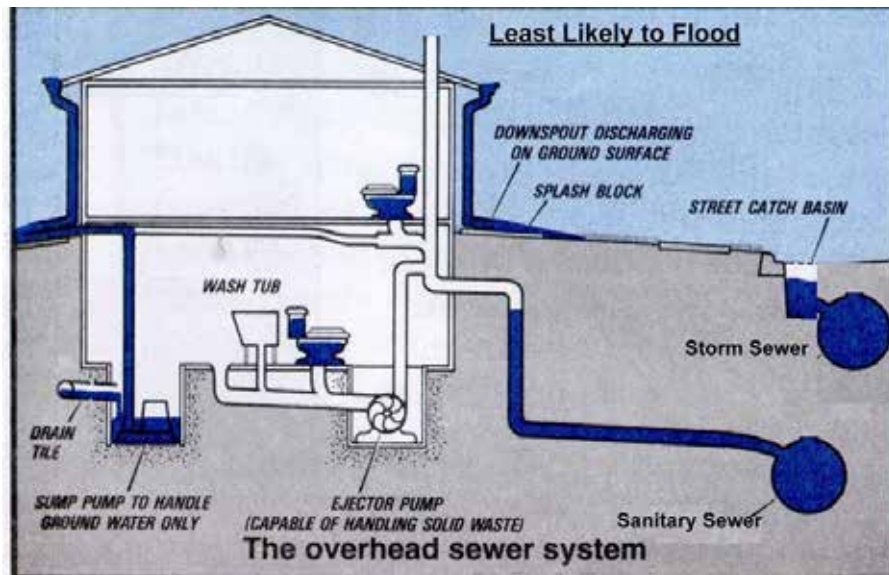 Least Likely to Flood
DOWNSPOUT DISCHARGING
ON GROUND SURFACE
SPLASH BLOCK
STREET CATCH BASIN
WASH TUB
Storm Sewer
DRAIN
TILE
SUMP PUMP TO HANDLE
GROUND WATER ONLY
EJECTOR PUMP
(CAPABLE OF HANDLING SOLID WASTE)
Sanitary Sewer
The overhead sewer system